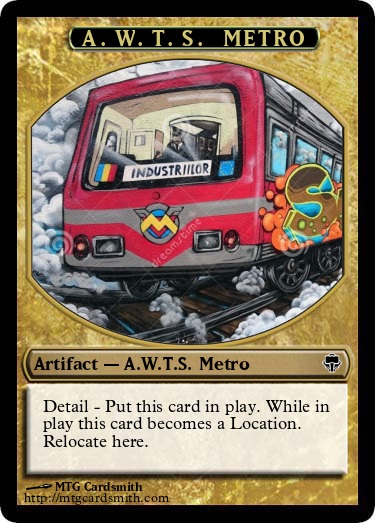 A. W. T. S. METRO
INDUSTRIILOR
M
S
dreamstime
Artifact — A.W.T.S. Metro
Detail - Put this card in play. While in
play this card becomes a Location.
Relocate here.
MTG Cardsmith
http://mtgcardsmith.com